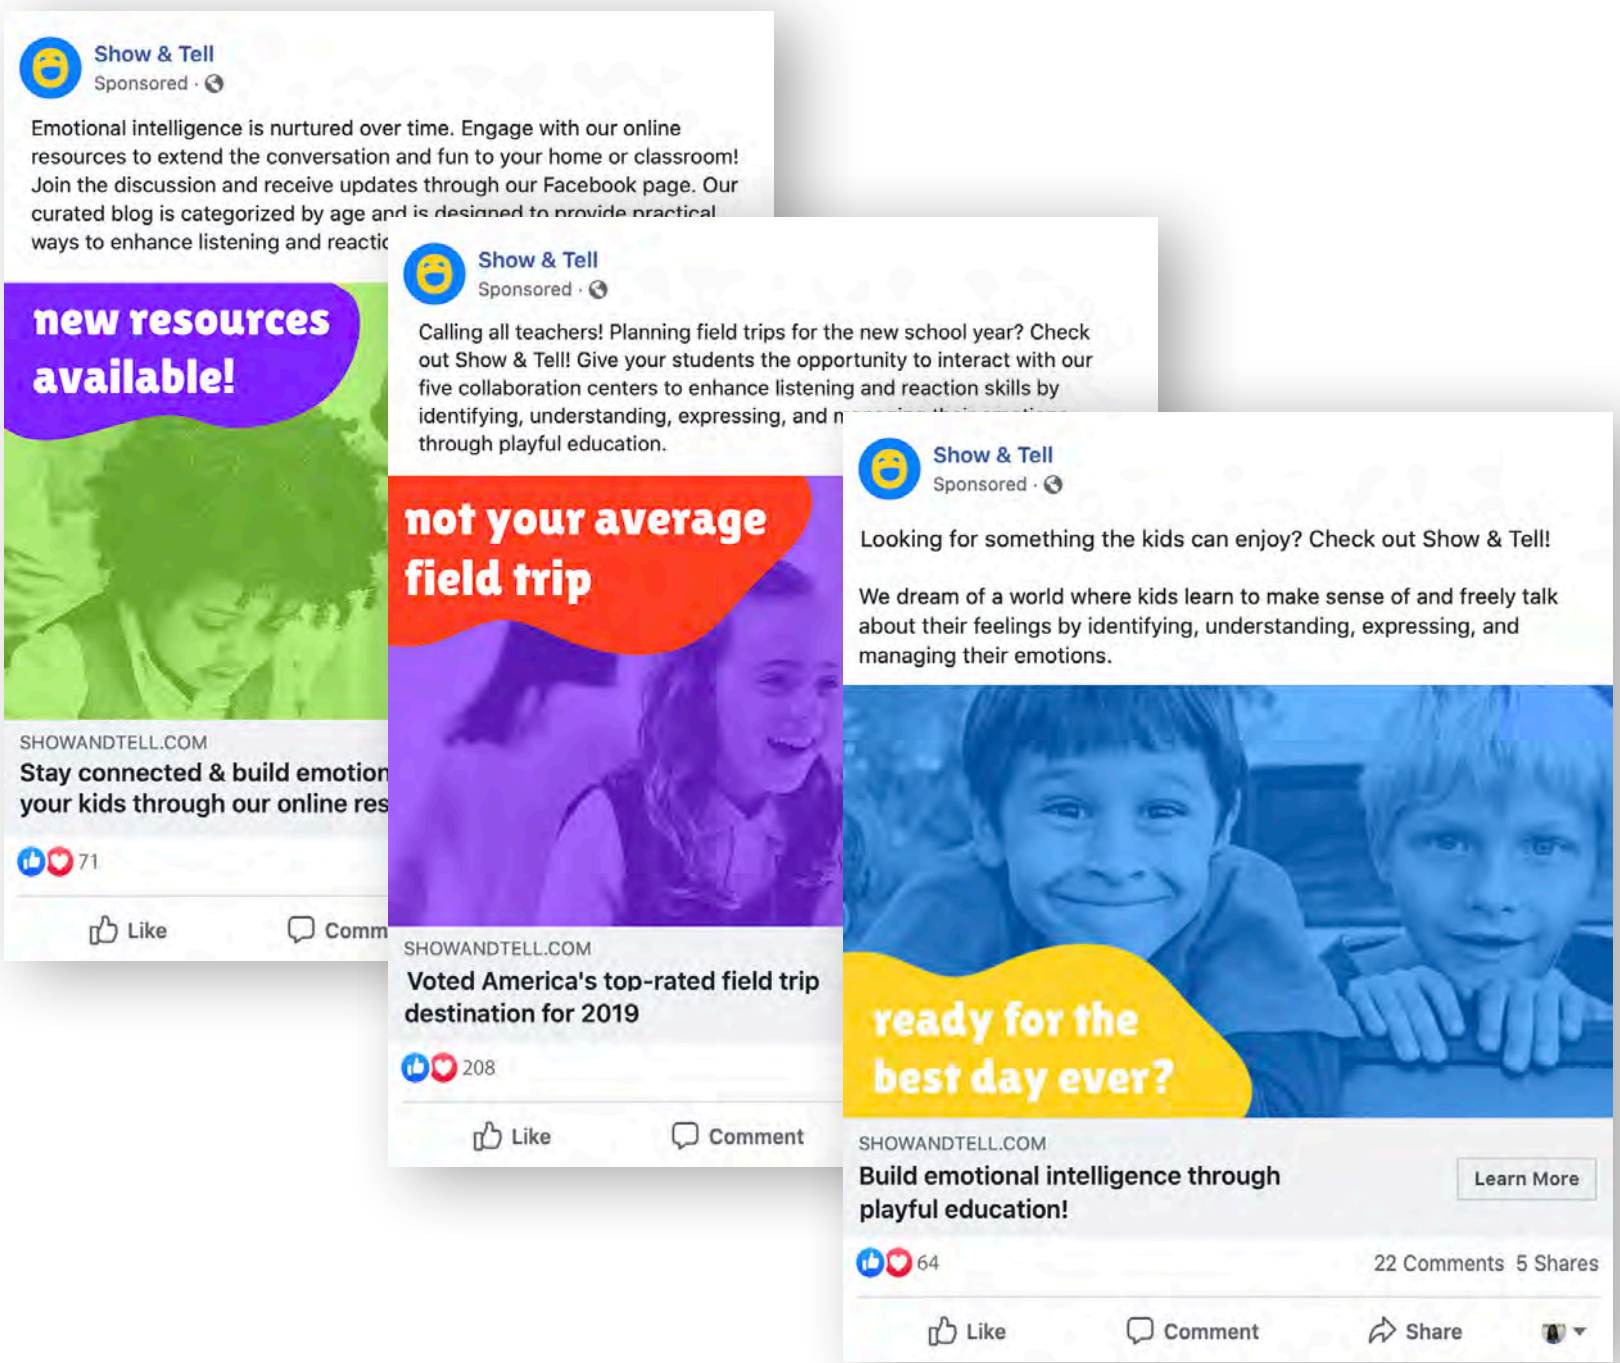 Show & Tell
Sponsored ·
Emotional intelligence is nurtured over time. Engage with our online
resources to extend the conversation and fun to your home or classroom!
Join the discussion and receive updates through our Facebook page. Our
curated blog is categorized by age and is designed to provide practical
ways to enhance listening and
new resources
available!
SHOWANDTELL.COM
Stay connected & build
your kids through our online
71
Like
Show & Tell
Sponsored ·
Calling all teachers! Planning field trips for the new school year? Check
out Show & Tell! Give your students the opportunity to interact with our
five collaboration centers to enhance listening and reaction skills by
identifying, understanding, expressing, and managing their emotions
through playful education.
not your average
field trip
SHOWANDTELL.COM
Voted America's top-rated field trip
destination for 2019
208
Like
Comment
Show & Tell
Sponsored ·
Looking for something the kids can enjoy? Check out Show & Tell!
We dream of a world where kids learn to make sense of and freely talk
about their feelings by identifying, understanding, expressing, and
managing their emotions.
ready for the
best day ever?
SHOWANDTELL.COM
Build emotional intelligence through
playful education!
Learn More
64
22 Comments 5 Shares
Like
Comment
Share